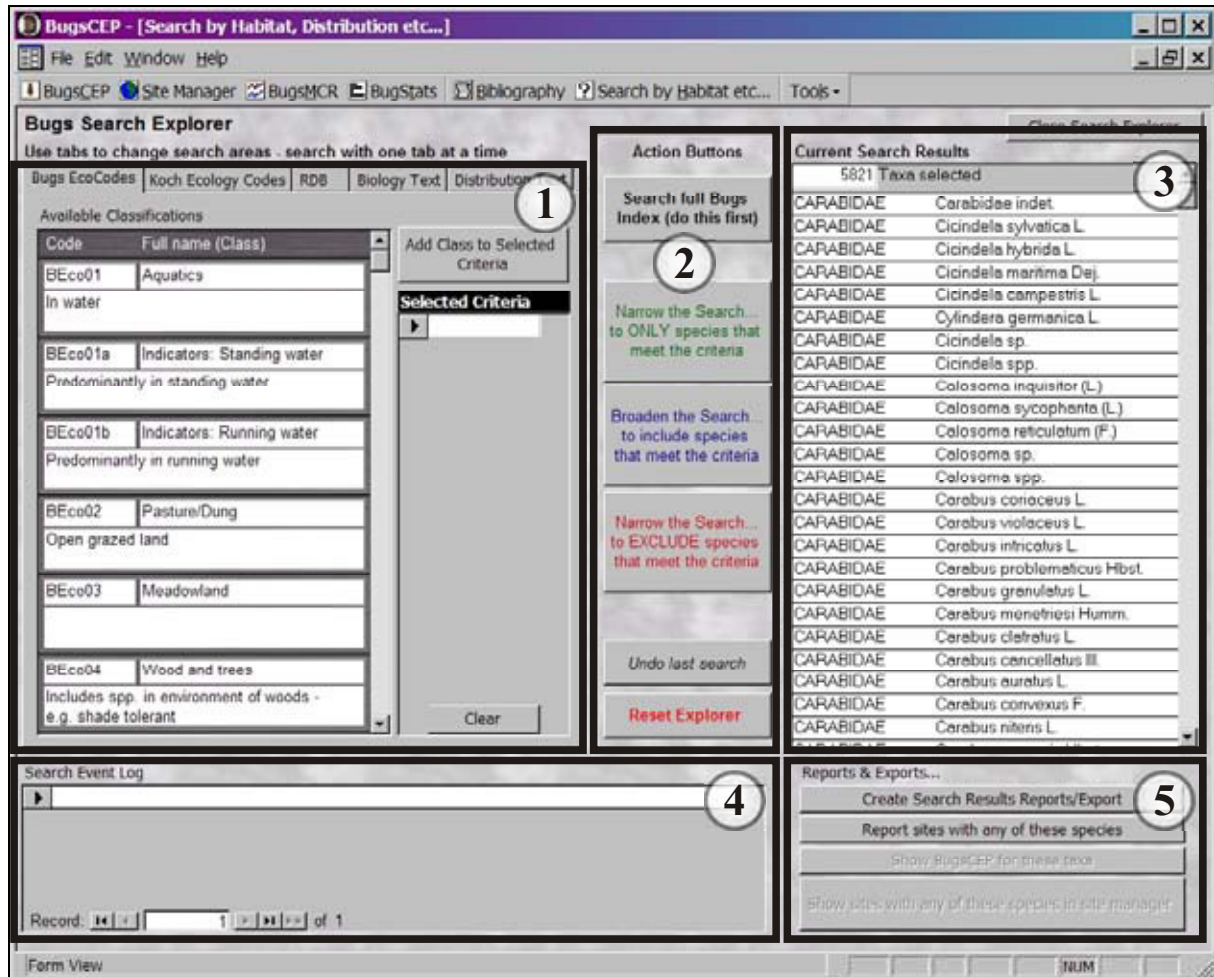 BugsCEP - [Search by Habitat, Distribution etc...]
File Edit Window Help
BugsCEP Site Manager BugsMCR BugStats Bibliography Search by Habitat etc... Tools
Bugs Search Explorer
Close Search Explorer
Use tabs to change search areas - search with one tab at a time
Bugs EcoCodes Koch Ecology Codes RDB Biology Text Distribution Text
1
Available Classifications
Code Full name (Class)
BEco01 Aquatics
In water
BEco01a Indicators: Standing water
Predominantly in standing water
BEco01b Indicators: Running water
Predominantly in running water
BEco02 Pasture/Dung
Open grazed land
BEco03 Meadowland
BEco04 Wood and trees
Includes spp. in environment of woods -
e.g. shade tolerant
Add Class to Selected
Criteria
Selected Criteria
Clear
Action Buttons
Search full Bugs
Index (do this first)
2
Narrow the Search...
to ONLY species that
meet the criteria
Broaden the Search...
to include species
that meet the criteria
Narrow the Search...
to EXCLUDE species
that meet the criteria
Undo last search
Reset Explorer
Current Search Results
3
5821 Taxa selected
CARABIDAE Carabidae indet.
CARABIDAE Cicindela sylvatica L.
CARABIDAE Cicindela hybrida L.
CARABIDAE Cicindela maritima Dej.
CARABIDAE Cicindela campestris L.
CARABIDAE Cylindera germanica L.
CARABIDAE Cicindela sp.
CARABIDAE Cicindela spp.
CARABIDAE Calosoma inquisitor (L.)
CARABIDAE Calosoma sycophanta (L.)
CARABIDAE Calosoma reticulatum (F.)
CARABIDAE Calosoma sp.
CARABIDAE Calosoma spp.
CARABIDAE Carabus coriaceus L.
CARABIDAE Carabus violaceus L.
CARABIDAE Carabus intricatus L.
CARABIDAE Carabus problematicus Hbst.
CARABIDAE Carabus granulatus L.
CARABIDAE Carabus menetriesi Humm.
CARABIDAE Carabus clatratus L.
CARABIDAE Carabus cancellatus Ill.
CARABIDAE Carabus auratus L.
CARABIDAE Carabus convexus F.
CARABIDAE Carabus nitens L.
Search Event Log
4
Record: 1 of 1
Reports & Exports...
5
Create Search Results Reports/Export
Report sites with any of these species
Show BugsCEP for these taxa
Show sites with any of these species in site manager
Form View
NUM